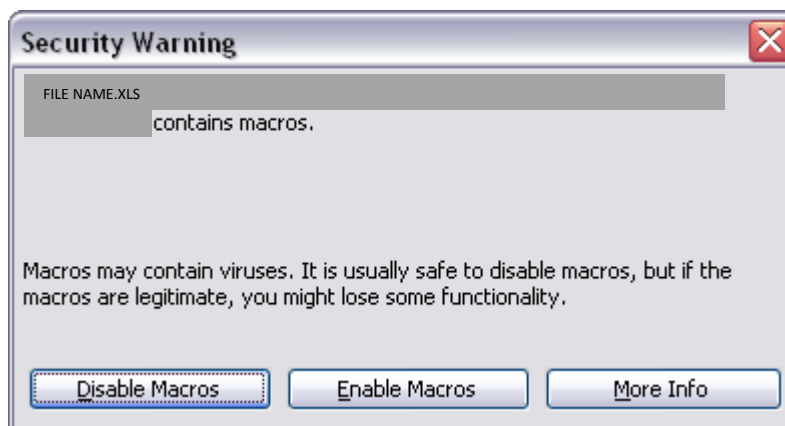 Security Warning
FILE NAME.XLS
contains macros.
Macros may contain viruses. It is usually safe to disable macros, but if the
macros are legitimate, you might lose some functionality.
Disable Macros Enable Macros More Info